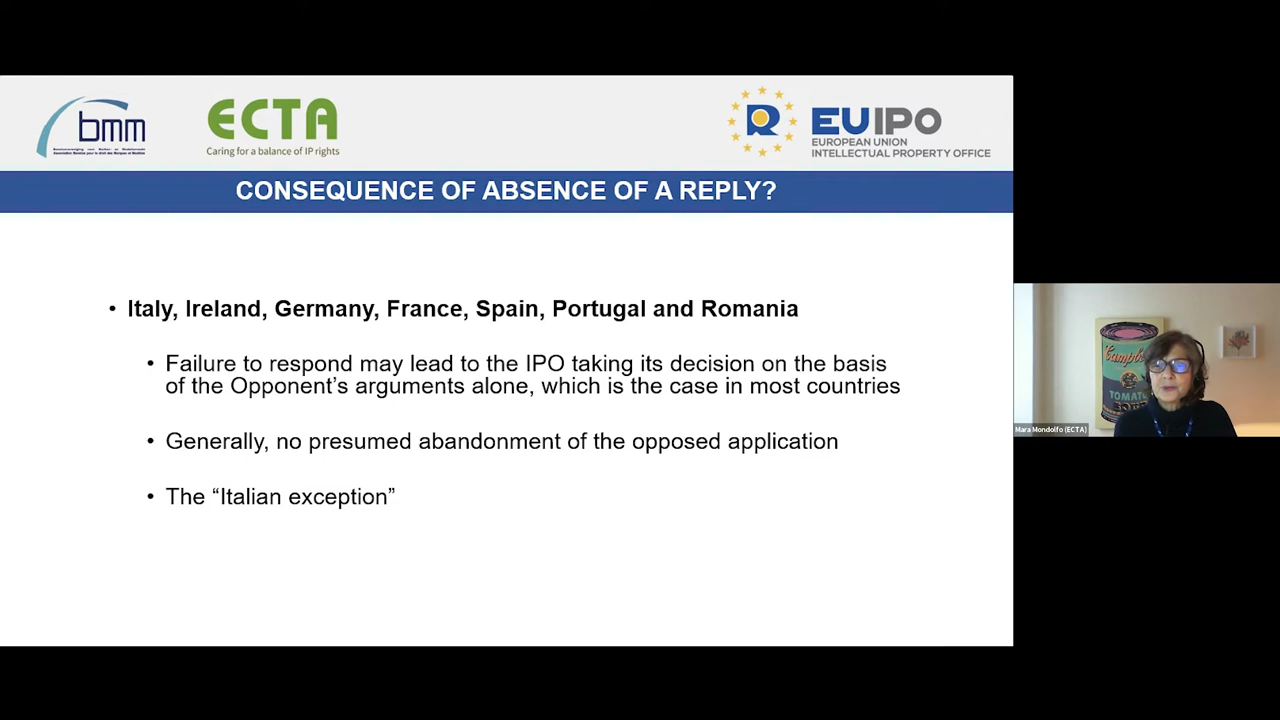 bmm
ECTA
Caring for a balance of IP rights
EUIPO
EUROPEAN UNION
INTELLECTUAL PROPERTY OFFICE
CONSEQUENCE OF ABSENCE OF A REPLY?
• Italy, Ireland, Germany, France, Spain, Portugal and Romania
• Failure to respond may lead to the IPO taking its decision on the basis
of the Opponent’s arguments alone, which is the case in most countries
• Generally, no presumed abandonment of the opposed application
• The “Italian exception”
Campbell's
TOMATO
Mara Mondolfo (ECTA)